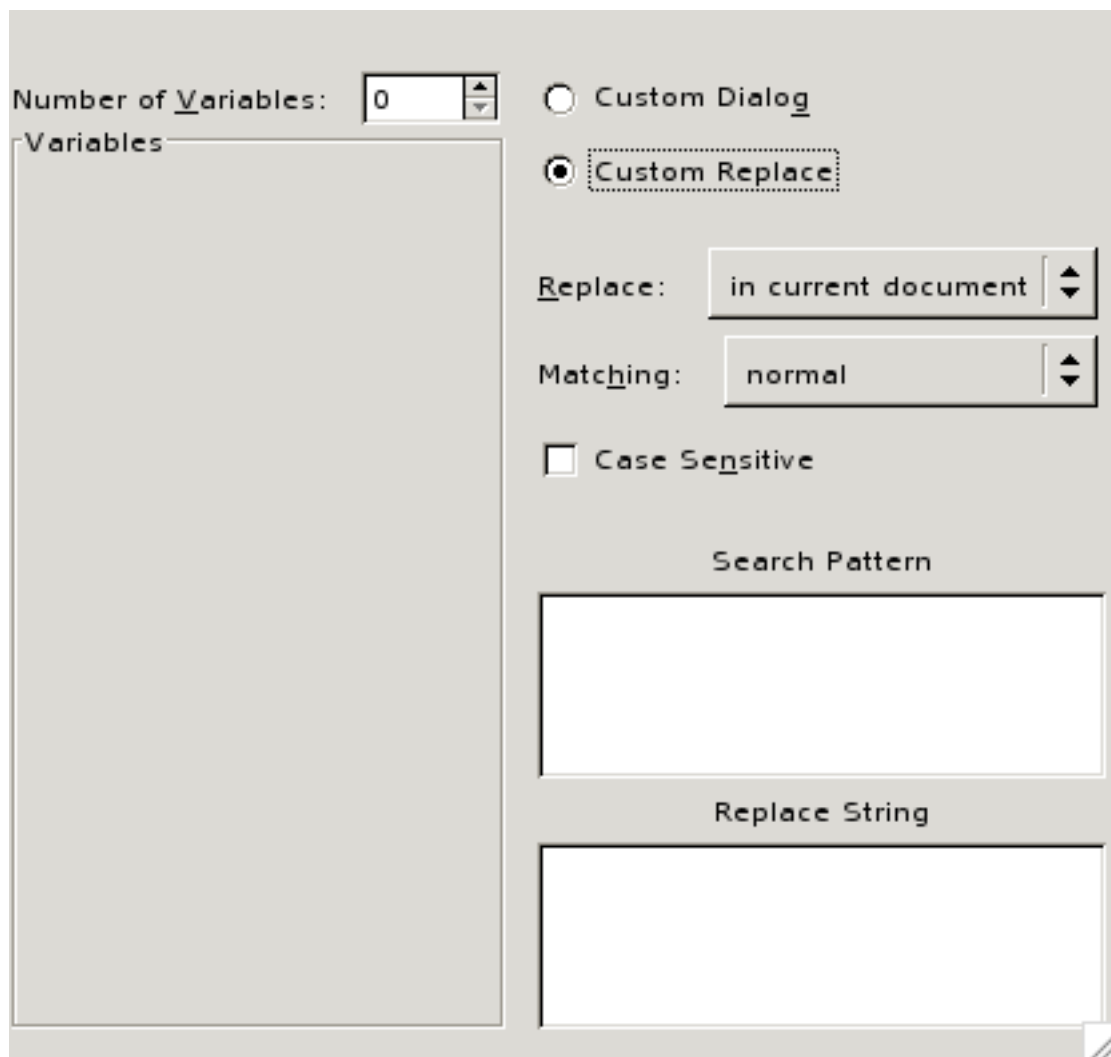 Number of Variables: 0
Variables
Custom Dialog
Custom Replace
Replace: in current document
Matching: normal
Case Sensitive
Search Pattern
Replace String